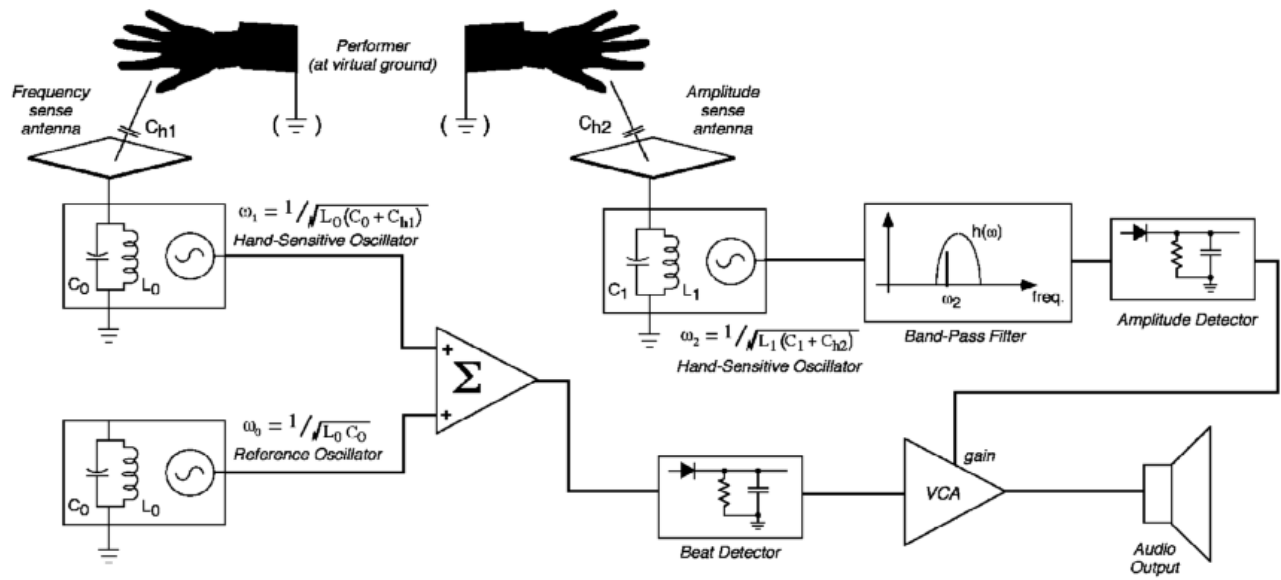 Performer
(at virtual ground)
Frequency
sense
antenna
Ch1
( )
( )
Ch2
Amplitude
sense
antenna
ω₁ = 1/√L₀(C₀ + Ch1)
Hand-Sensitive Oscillator
C₀
L₀
C₁
L₁
h(ω)
ω₂
freq.
Band-Pass Filter
Amplitude Detector
ω₂ = 1/√L₁(C₁ + Ch2)
Hand-Sensitive Oscillator
+
Σ
+
ω₀ = 1/√L₀ C₀
Reference Oscillator
C₀
L₀
Beat Detector
gain
VCA
Audio
Output